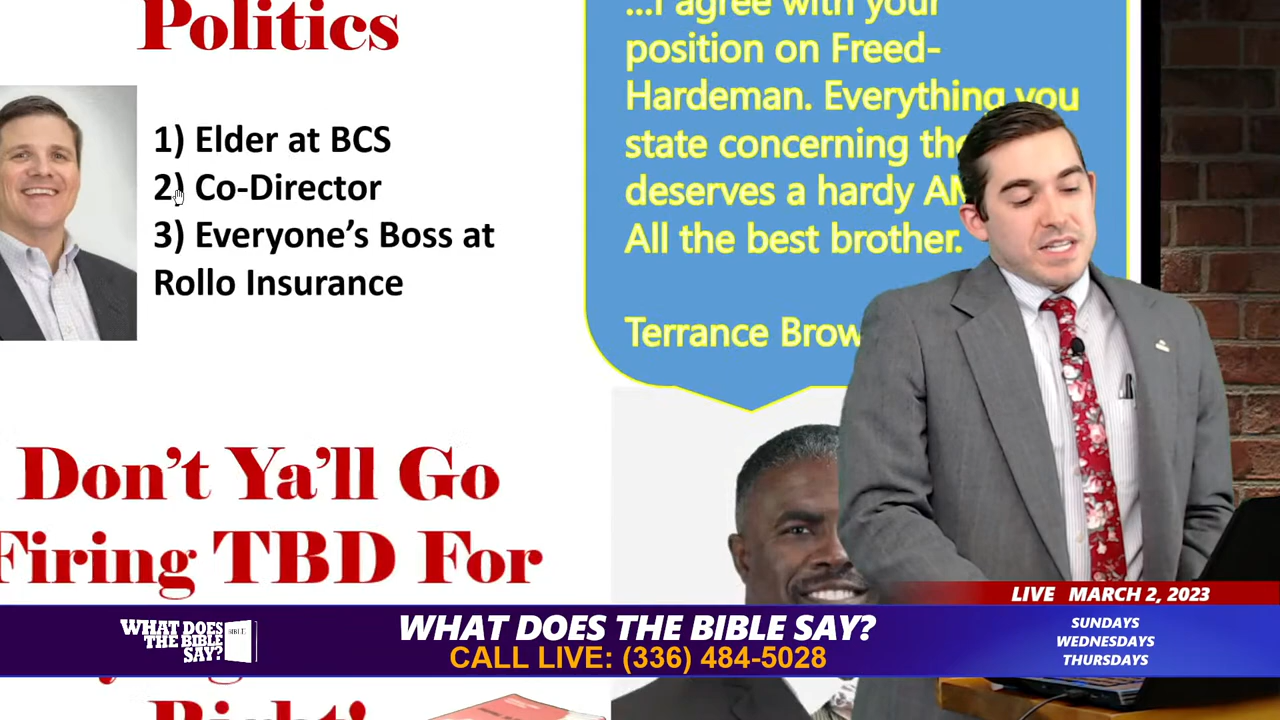 Politics
1) Elder at BCS
2) Co-Director
3) Everyone's Boss at
Rollo Insurance
Don't Ya'll Go
Firing TBD For
Right!
...I agree with your
position on Freed-
Hardeman. Everything you
state concerning
deserves a hardy
All the best brother.
Terrance
LIVE MARCH 2, 2023
WHAT DOES
THE BIBLE
SAY?
BIBLE
WHAT DOES THE BIBLE SAY?
CALL LIVE: (336) 484-5028
SUNDAYS
WEDNESDAYS
THURSDAYS